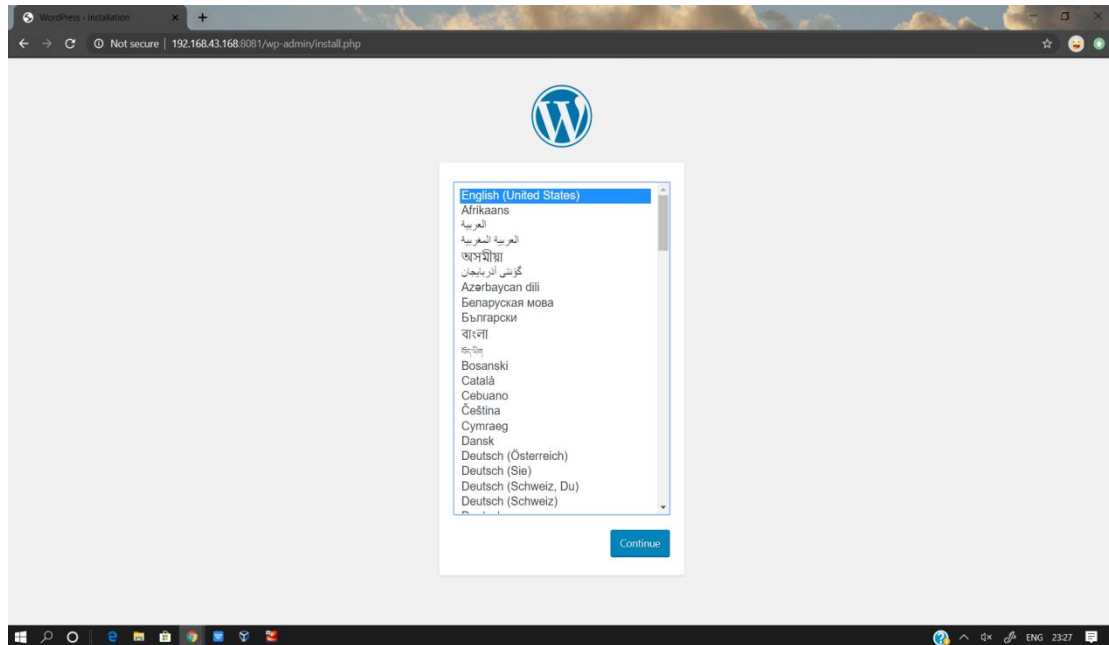 WordPress › Installation
Not secure | 192.168.43.168:8081/wp-admin/install.php
English (United States)
Afrikaans
العربية
العربية المغربية
অসমীয়া
گؤنئی آذربایجان
Azərbaycan dili
Беларуская мова
Български
বাংলা
བོད་ཡིག
Bosanski
Català
Cebuano
Čeština
Cymraeg
Dansk
Deutsch (Österreich)
Deutsch (Sie)
Deutsch (Schweiz, Du)
Deutsch (Schweiz)
Continue
ENG 23:27